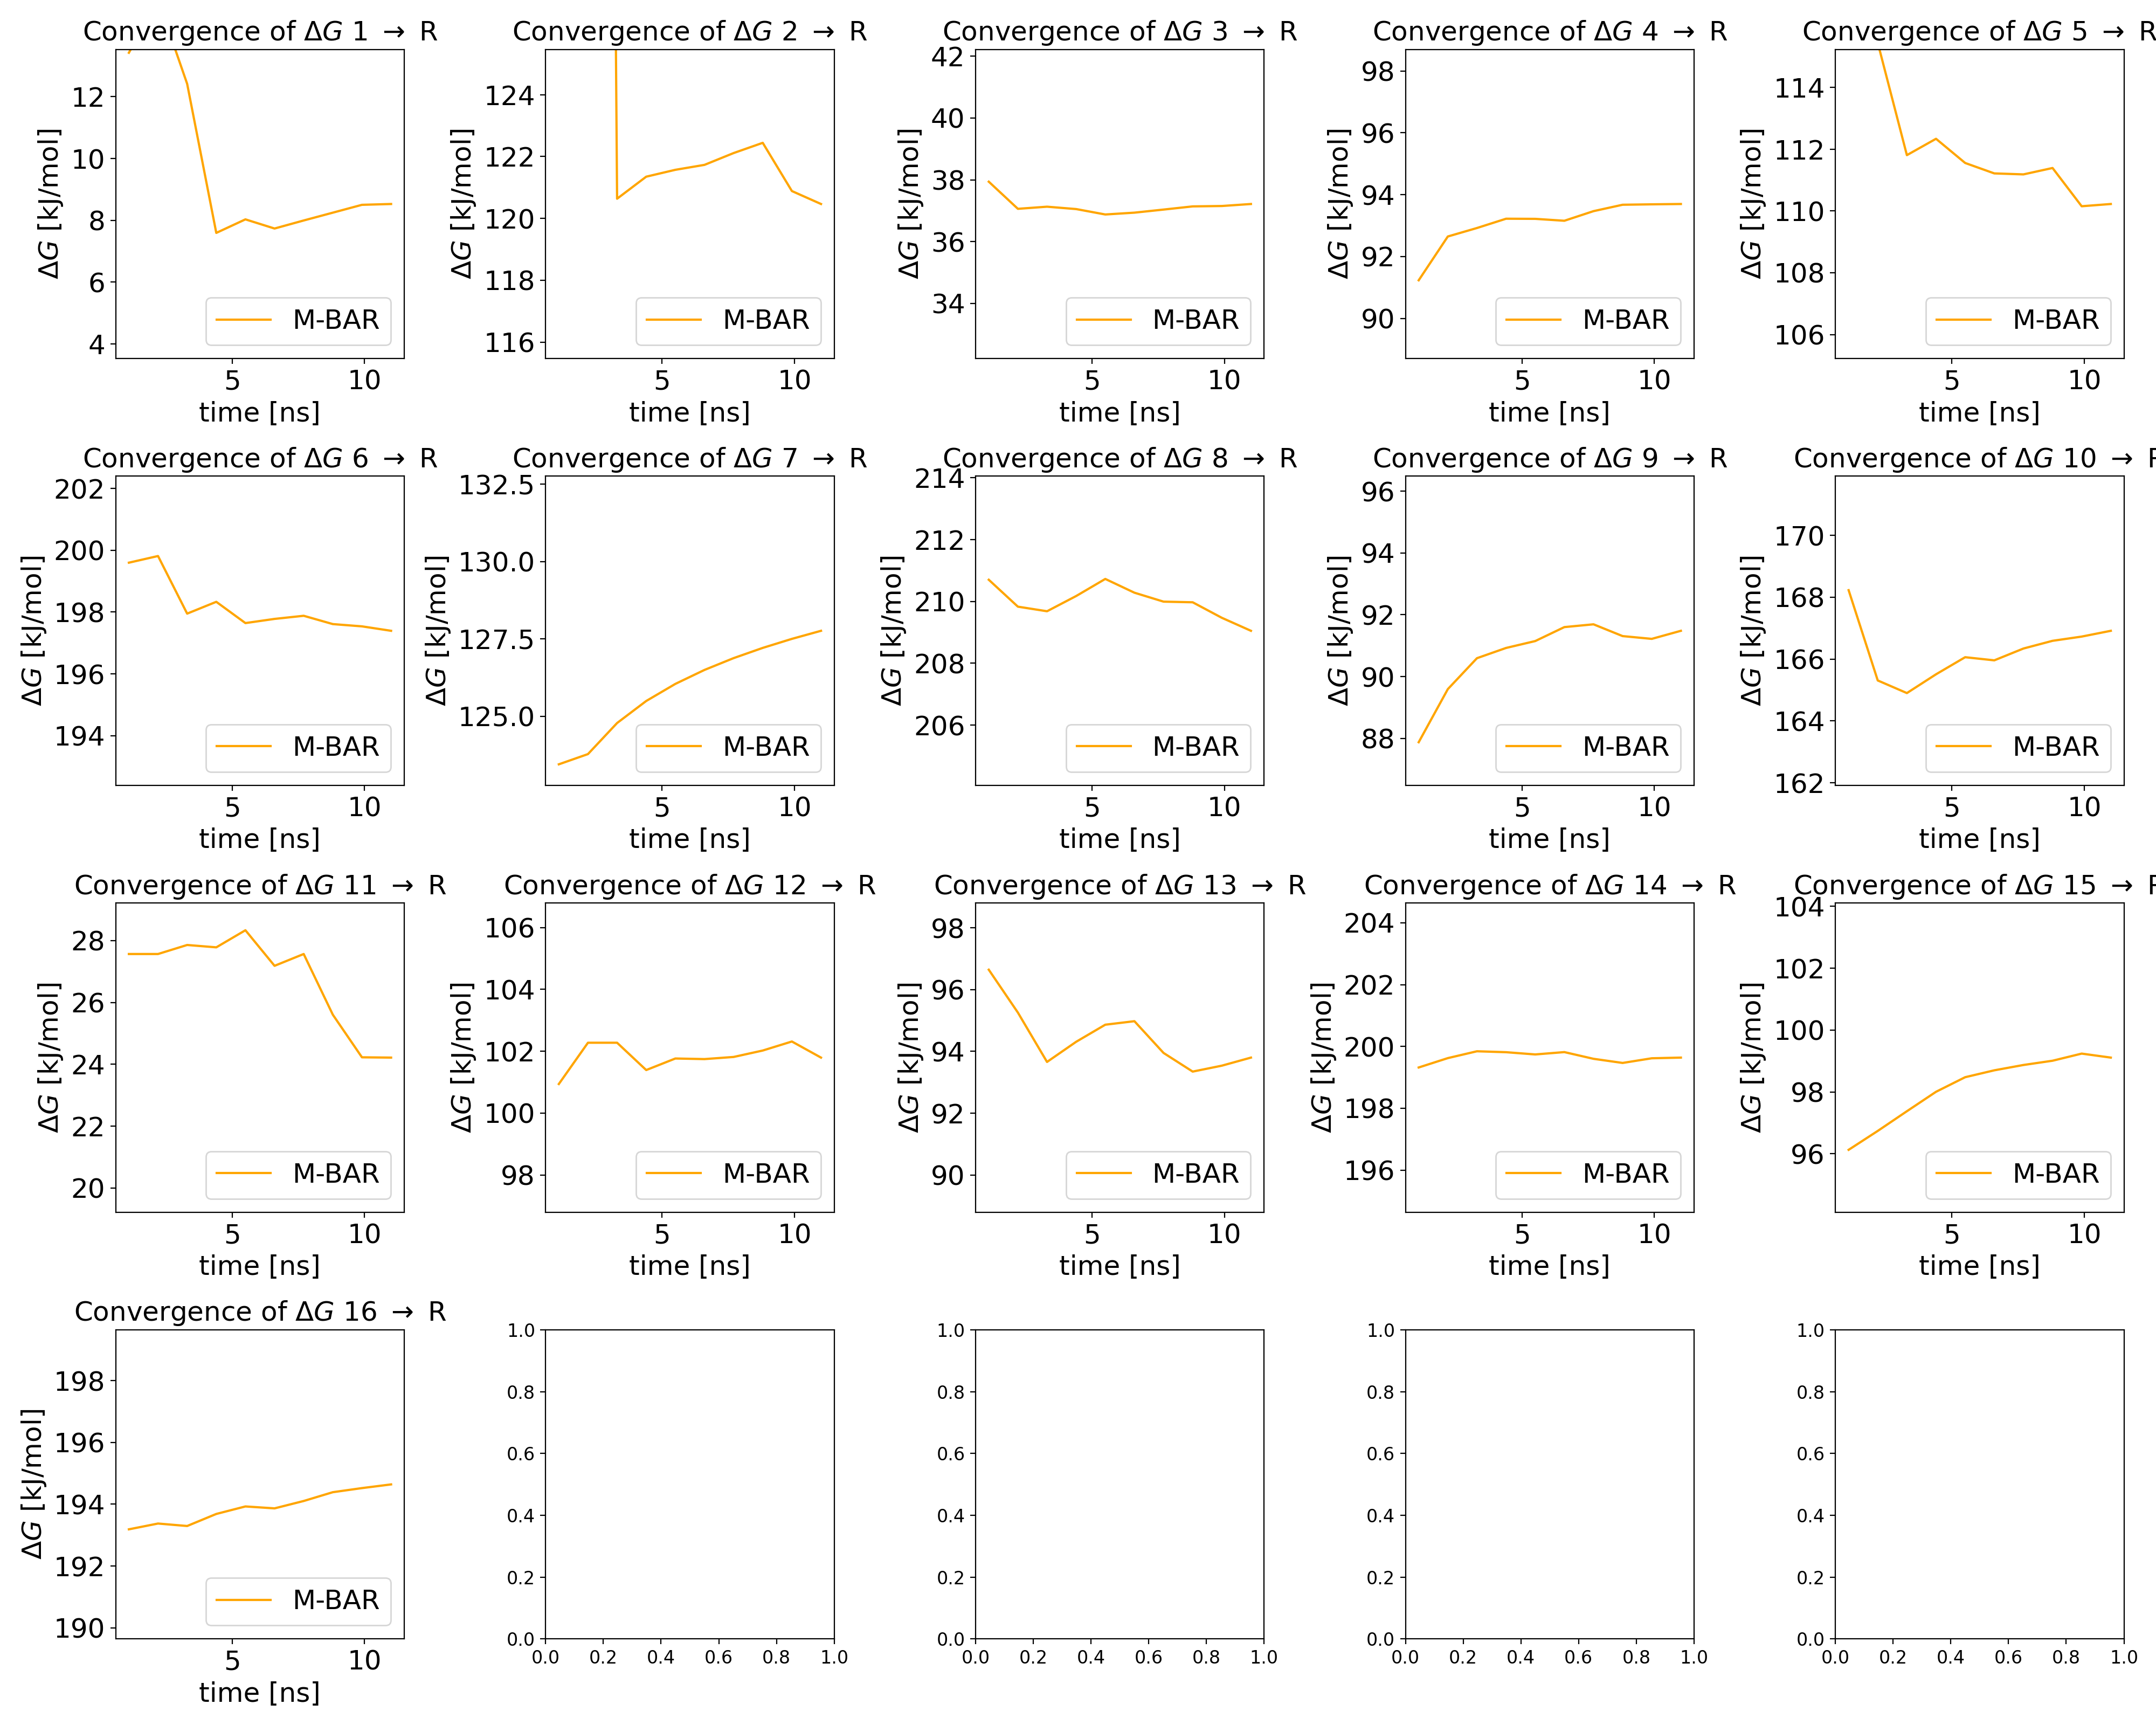 Convergence of ΔG 1 → R
12
10
8
6
4
ΔG [kJ/mol]
M-BAR
5 10
time [ns]
Convergence of ΔG 2 → R
124
122
120
118
116
ΔG [kJ/mol]
M-BAR
5 10
time [ns]
Convergence of ΔG 3 → R
42
40
38
36
34
ΔG [kJ/mol]
M-BAR
5 10
time [ns]
Convergence of ΔG 4 → R
98
96
94
92
90
ΔG [kJ/mol]
M-BAR
5 10
time [ns]
Convergence of ΔG 5 → R
114
112
110
108
106
ΔG [kJ/mol]
M-BAR
5 10
time [ns]
Convergence of ΔG 6 → R
202
200
198
196
194
ΔG [kJ/mol]
M-BAR
5 10
time [ns]
Convergence of ΔG 7 → R
132.5
130.0
127.5
125.0
ΔG [kJ/mol]
M-BAR
5 10
time [ns]
Convergence of ΔG 8 → R
214
212
210
208
206
ΔG [kJ/mol]
M-BAR
5 10
time [ns]
Convergence of ΔG 9 → R
96
94
92
90
88
ΔG [kJ/mol]
M-BAR
5 10
time [ns]
Convergence of ΔG 10 → R
170
168
166
164
162
ΔG [kJ/mol]
M-BAR
5 10
time [ns]
Convergence of ΔG 11 → R
28
26
24
22
20
ΔG [kJ/mol]
M-BAR
5 10
time [ns]
Convergence of ΔG 12 → R
106
104
102
100
98
ΔG [kJ/mol]
M-BAR
5 10
time [ns]
Convergence of ΔG 13 → R
98
96
94
92
90
ΔG [kJ/mol]
M-BAR
5 10
time [ns]
Convergence of ΔG 14 → R
204
202
200
198
196
ΔG [kJ/mol]
M-BAR
5 10
time [ns]
Convergence of ΔG 15 → R
104
102
100
98
96
ΔG [kJ/mol]
M-BAR
5 10
time [ns]
Convergence of ΔG 16 → R
198
196
194
192
190
ΔG [kJ/mol]
M-BAR
5 10
time [ns]
1.0
0.8
0.6
0.4
0.2
0.0
0.0 0.2 0.4 0.6 0.8 1.0
1.0
0.8
0.6
0.4
0.2
0.0
0.0 0.2 0.4 0.6 0.8 1.0
1.0
0.8
0.6
0.4
0.2
0.0
0.0 0.2 0.4 0.6 0.8 1.0
1.0
0.8
0.6
0.4
0.2
0.0
0.0 0.2 0.4 0.6 0.8 1.0